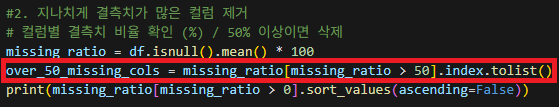 #2. 지나치게 결측치가 많은 컬럼 제거
# 컬럼별 결측치 비율 확인 (%) / 50% 이상이면 삭제
missing_ratio = df.isnull().mean() * 100
over_50_missing_cols = missing_ratio[missing_ratio > 50].index.tolist()
print(missing_ratio[missing_ratio > 0].sort_values(ascending=False))